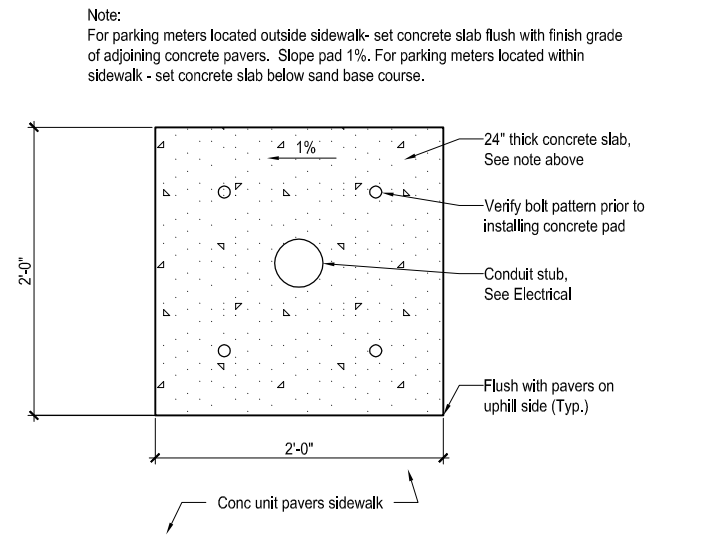 Note:
For parking meters located outside sidewalk- set concrete slab flush with finish grade
of adjoining concrete pavers. Slope pad 1%. For parking meters located within
sidewalk - set concrete slab below sand base course.
1%
24" thick concrete slab,
See note above
Verify bolt pattern prior to
installing concrete pad
2'-0"
Conduit stub,
See Electrical
Flush with pavers on
uphill side (Typ.)
2'-0"
Conc unit pavers sidewalk